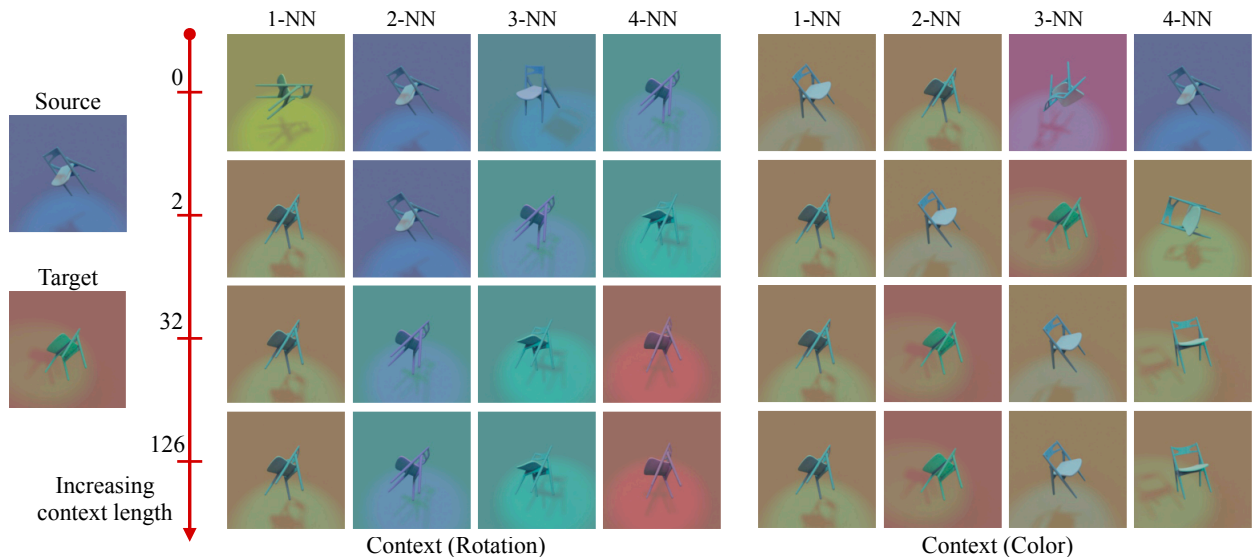 1-NN 2-NN 3-NN 4-NN 1-NN 2-NN 3-NN 4-NN
0
Source
2
Target
32
126
Increasing
context length
Context (Rotation) Context (Color)